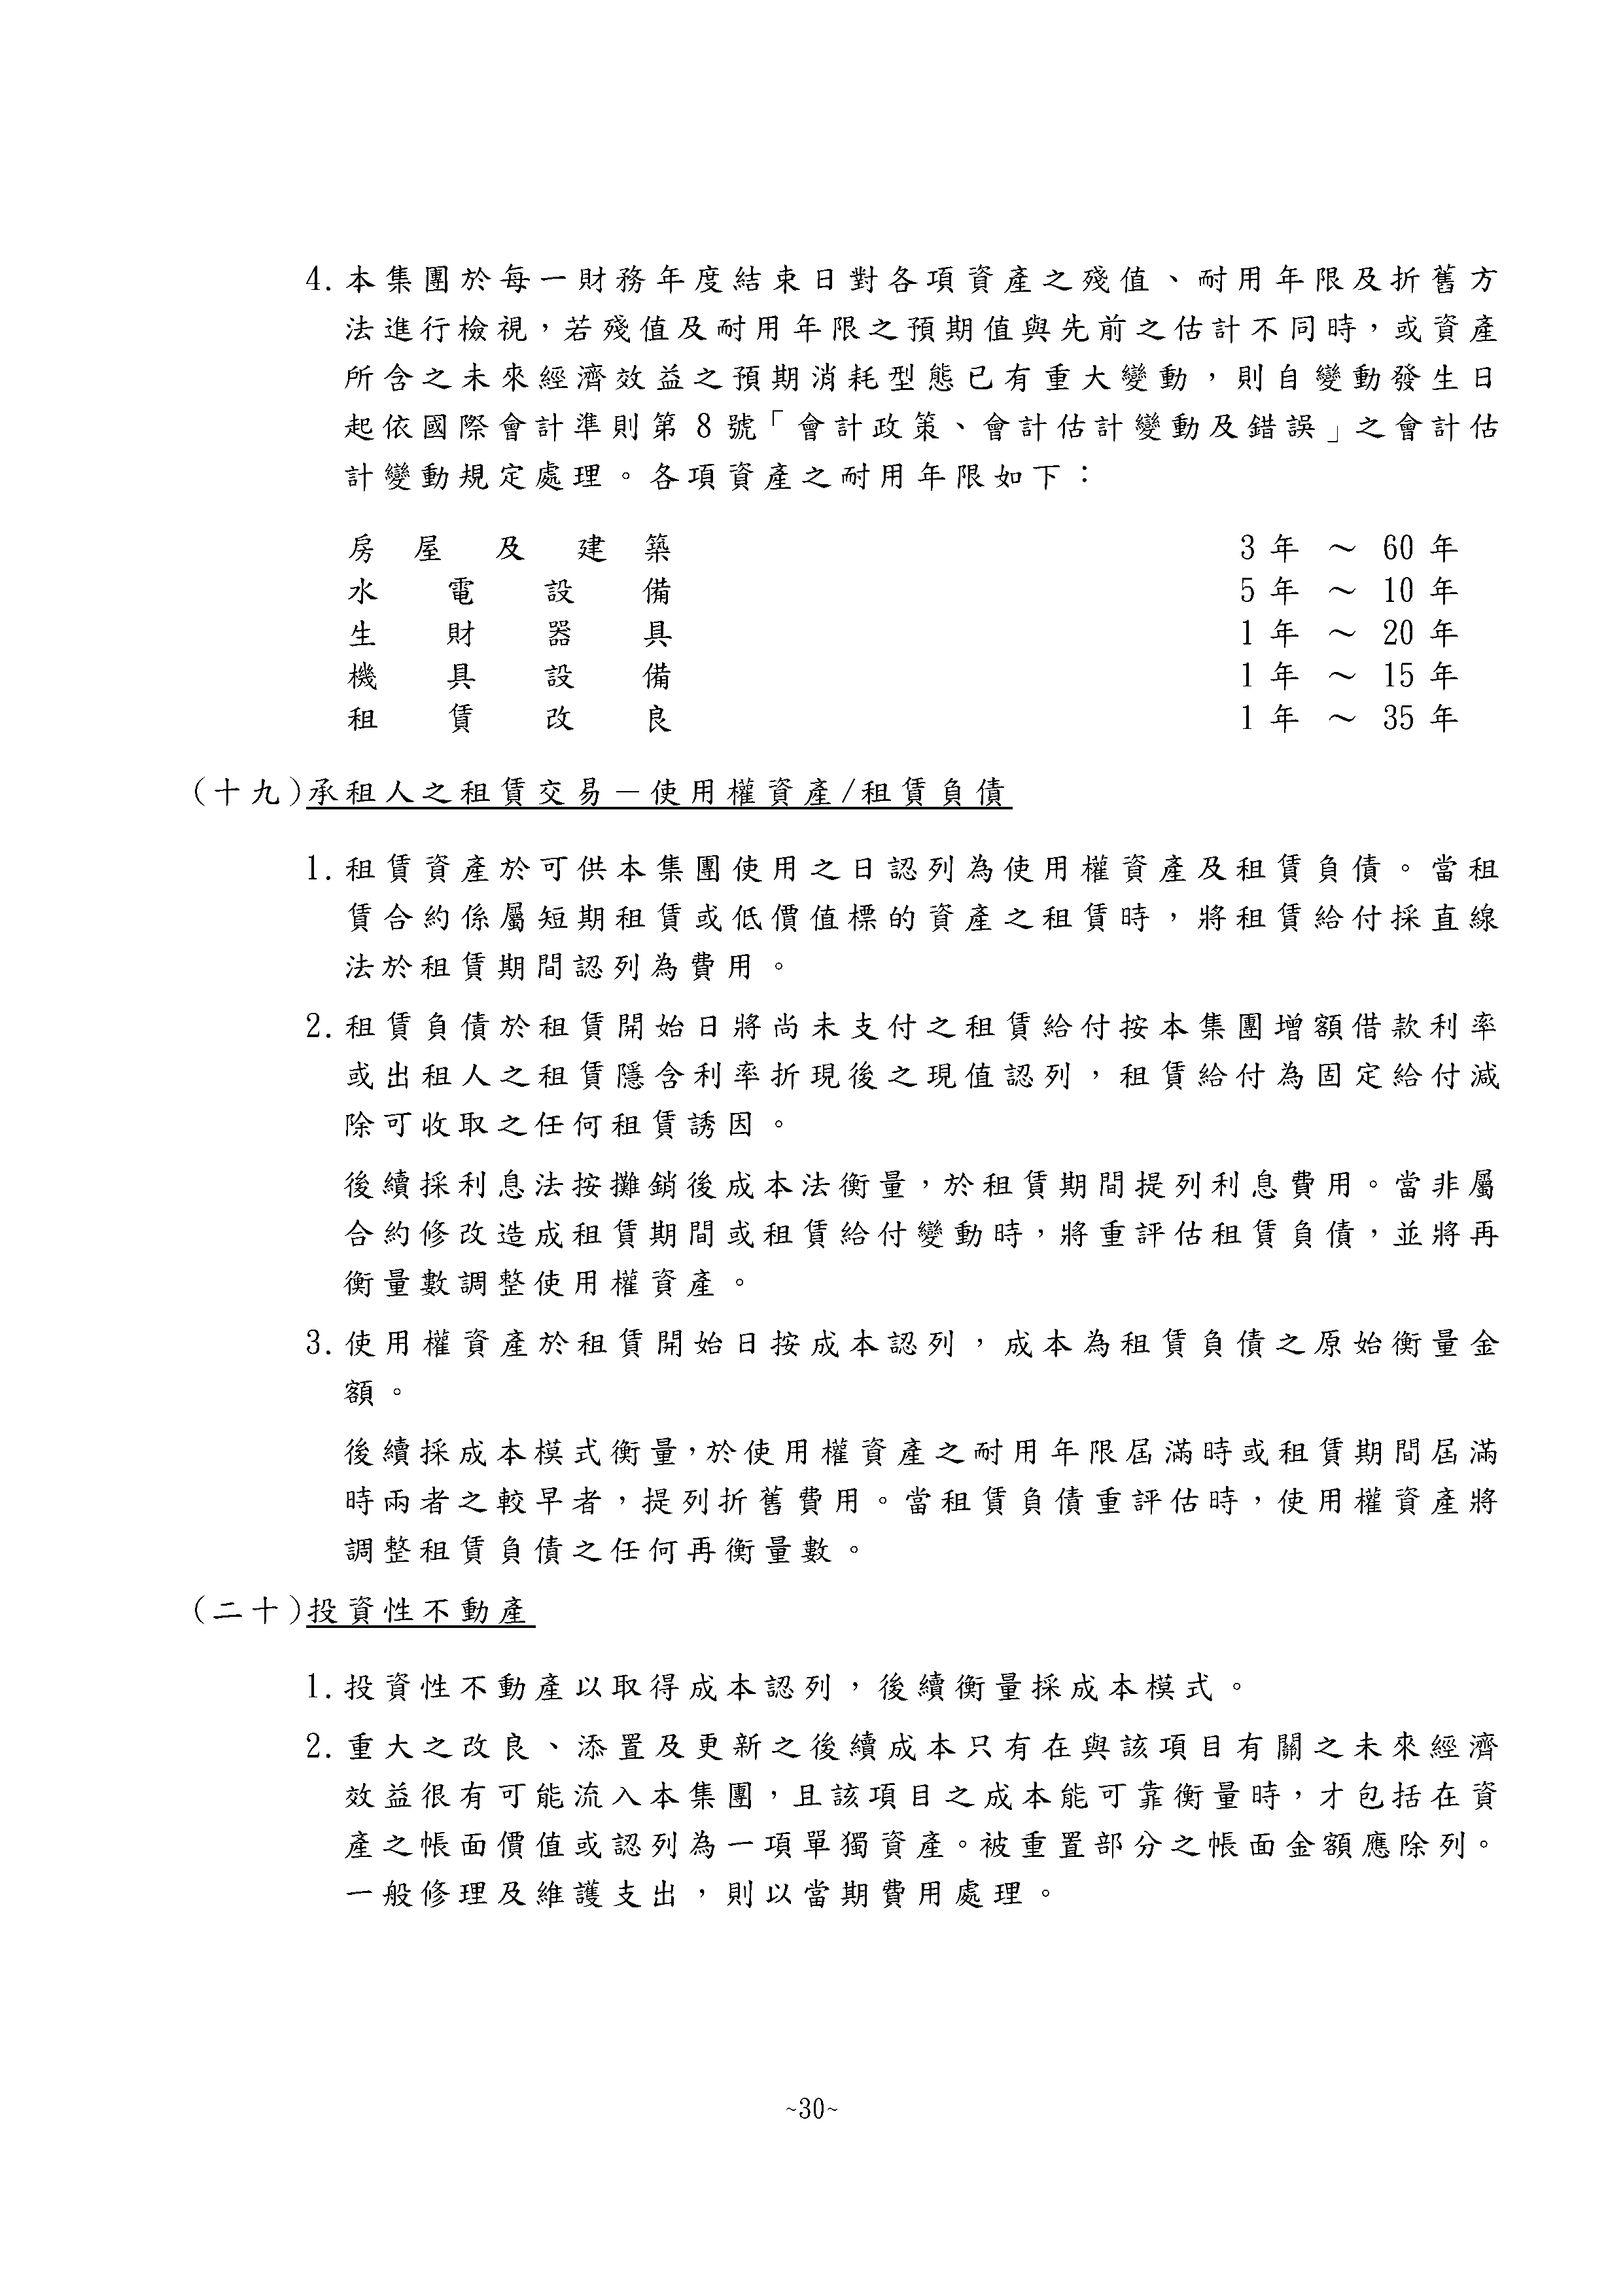 4.本集團於每一財務年度結束日對各項資產之殘值、耐用年限及折舊方
法進行檢視，若殘值及耐用年限之預期值與先前之估計不同時，或資產
所含之未來經濟效益之預期消耗型態已有重大變動，則自變動發生日
起依國際會計準則第 8 號「會計政策、會計估計變動及錯誤」之會計估
計變動規定處理。各項資產之耐用年限如下：
房屋及建築 3 年 ～ 60 年
水電設備 5 年 ～ 10 年
生財器具 1 年 ～ 20 年
機具設備 1 年 ～ 15 年
租賃改良 1 年 ～ 35 年
(十九)承租人之租賃交易－使用權資產/租賃負債
1.租賃資產於可供本集團使用之日認列為使用權資產及租賃負債。當租
賃合約係屬短期租賃或低價值標的資產之租賃時，將租賃給付採直線
法於租賃期間認列為費用。
2.租賃負債於租賃開始日將尚未支付之租賃給付按本集團增額借款利率
或出租人之租賃隱含利率折現後之現值認列，租賃給付為固定給付減
除可收取之任何租賃誘因。
後續採利息法按攤銷後成本法衡量，於租賃期間提列利息費用。當非屬
合約修改造成租賃期間或租賃給付變動時，將重評估租賃負債，並將再
衡量數調整使用權資產。
3.使用權資產於租賃開始日按成本認列，成本為租賃負債之原始衡量金
額。
後續採成本模式衡量，於使用權資產之耐用年限屆滿時或租賃期間屆滿
時兩者之較早者，提列折舊費用。當租賃負債重評估時，使用權資產將
調整租賃負債之任何再衡量數。
(二十)投資性不動產
1.投資性不動產以取得成本認列，後續衡量採成本模式。
2.重大之改良、添置及更新之後續成本只有在與該項目有關之未來經濟
效益很有可能流入本集團，且該項目之成本能可靠衡量時，才包括在資
產之帳面價值或認列為一項單獨資產。被重置部分之帳面金額應除列。
一般修理及維護支出，則以當期費用處理。
~30~